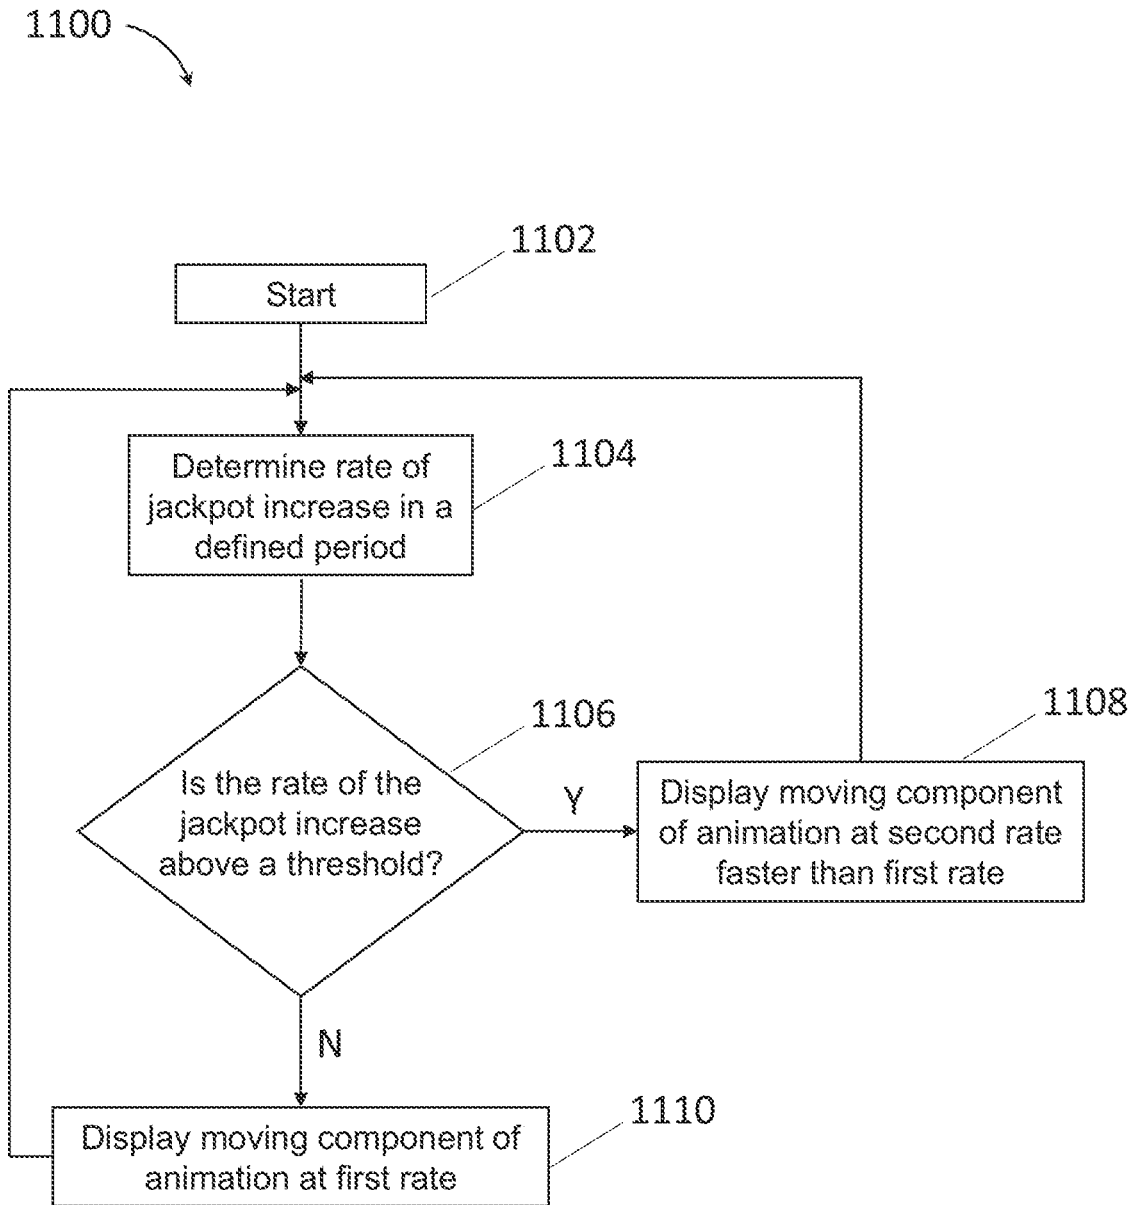 1100
1102
Start
1104
Determine rate of
jackpot increase in a
defined period
1106
Is the rate of the
jackpot increase
above a threshold?
Y
1108
Display moving component
of animation at second rate
faster than first rate
N
1110
Display moving component of
animation at first rate